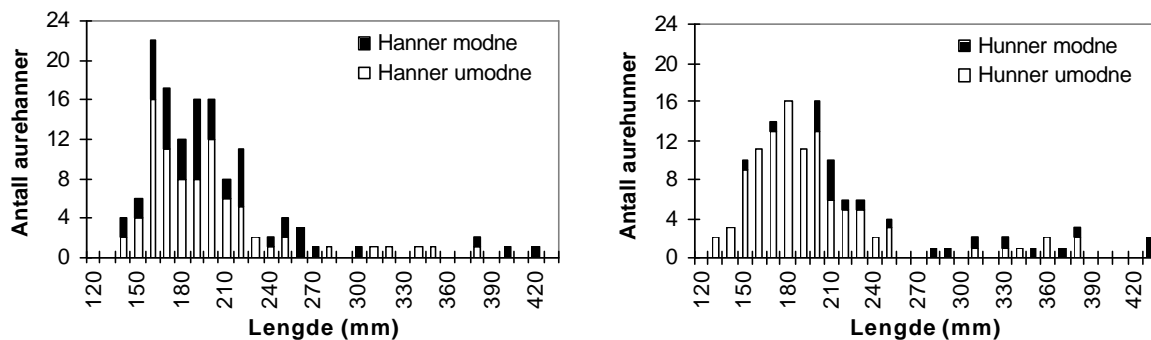 Antall aurehanner
24
20
16
12
8
4
0
Hanner modne
Hanner umodne
120 150 180 210 240 270 300 330 360 390 420
Lengde (mm)
Antall aurehunner
24
20
16
12
8
4
0
Hunner modne
Hunner umodne
120 150 180 210 240 270 300 330 360 390 420
Lengde (mm)